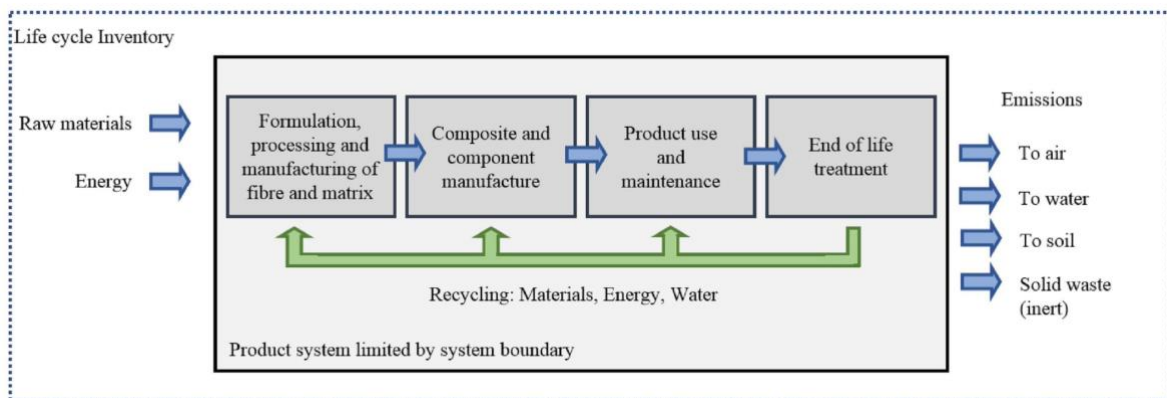 Life cycle Inventory
Raw materials
Energy
Formulation,
processing and
manufacturing of
fibre and matrix
Composite and
component
manufacture
Product use
and
maintenance
End of life
treatment
Recycling: Materials, Energy, Water
Product system limited by system boundary
Emissions
To air
To water
To soil
Solid waste
(inert)